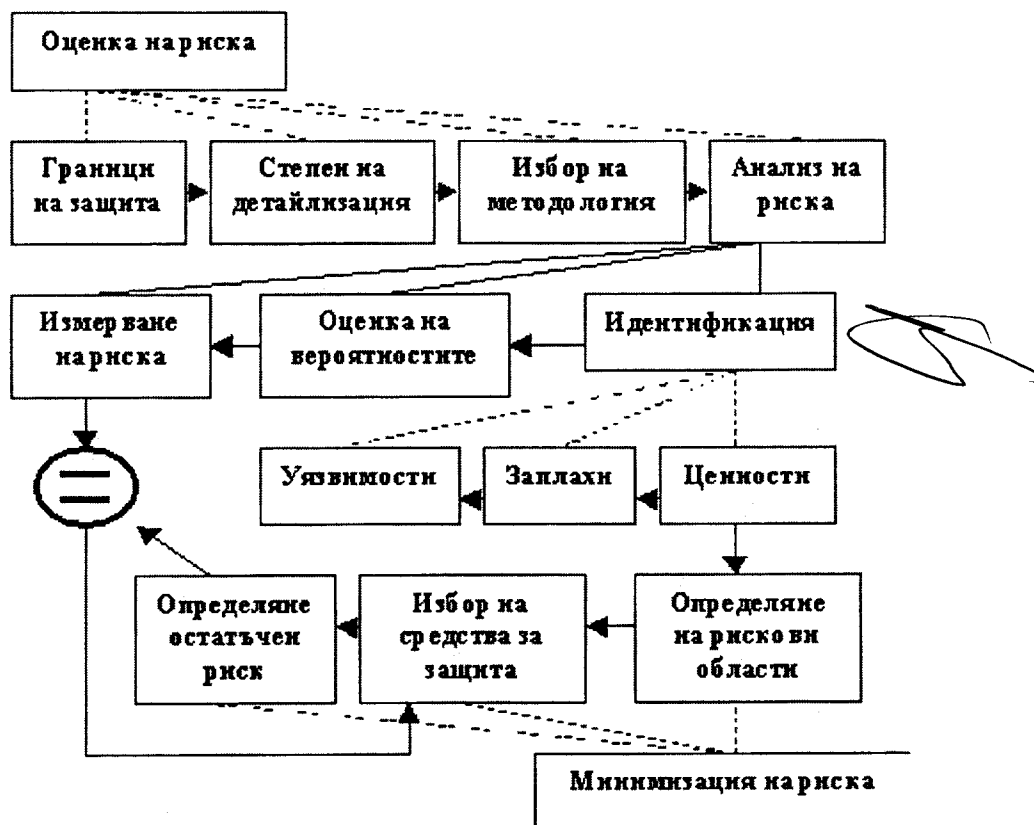 Оценка на риска
Граници
на защита
Степен на
детайлизация
Избор на
методология
Анализ на
риска
Измерване
на риска
Оценка на
вероятностите
Идентификация
Уязвимости
Заплахи
Ценности
Определяне
остатъчен
риск
Избор на
средства за
защита
Определяне
на рискови
области
Минимизация на риска